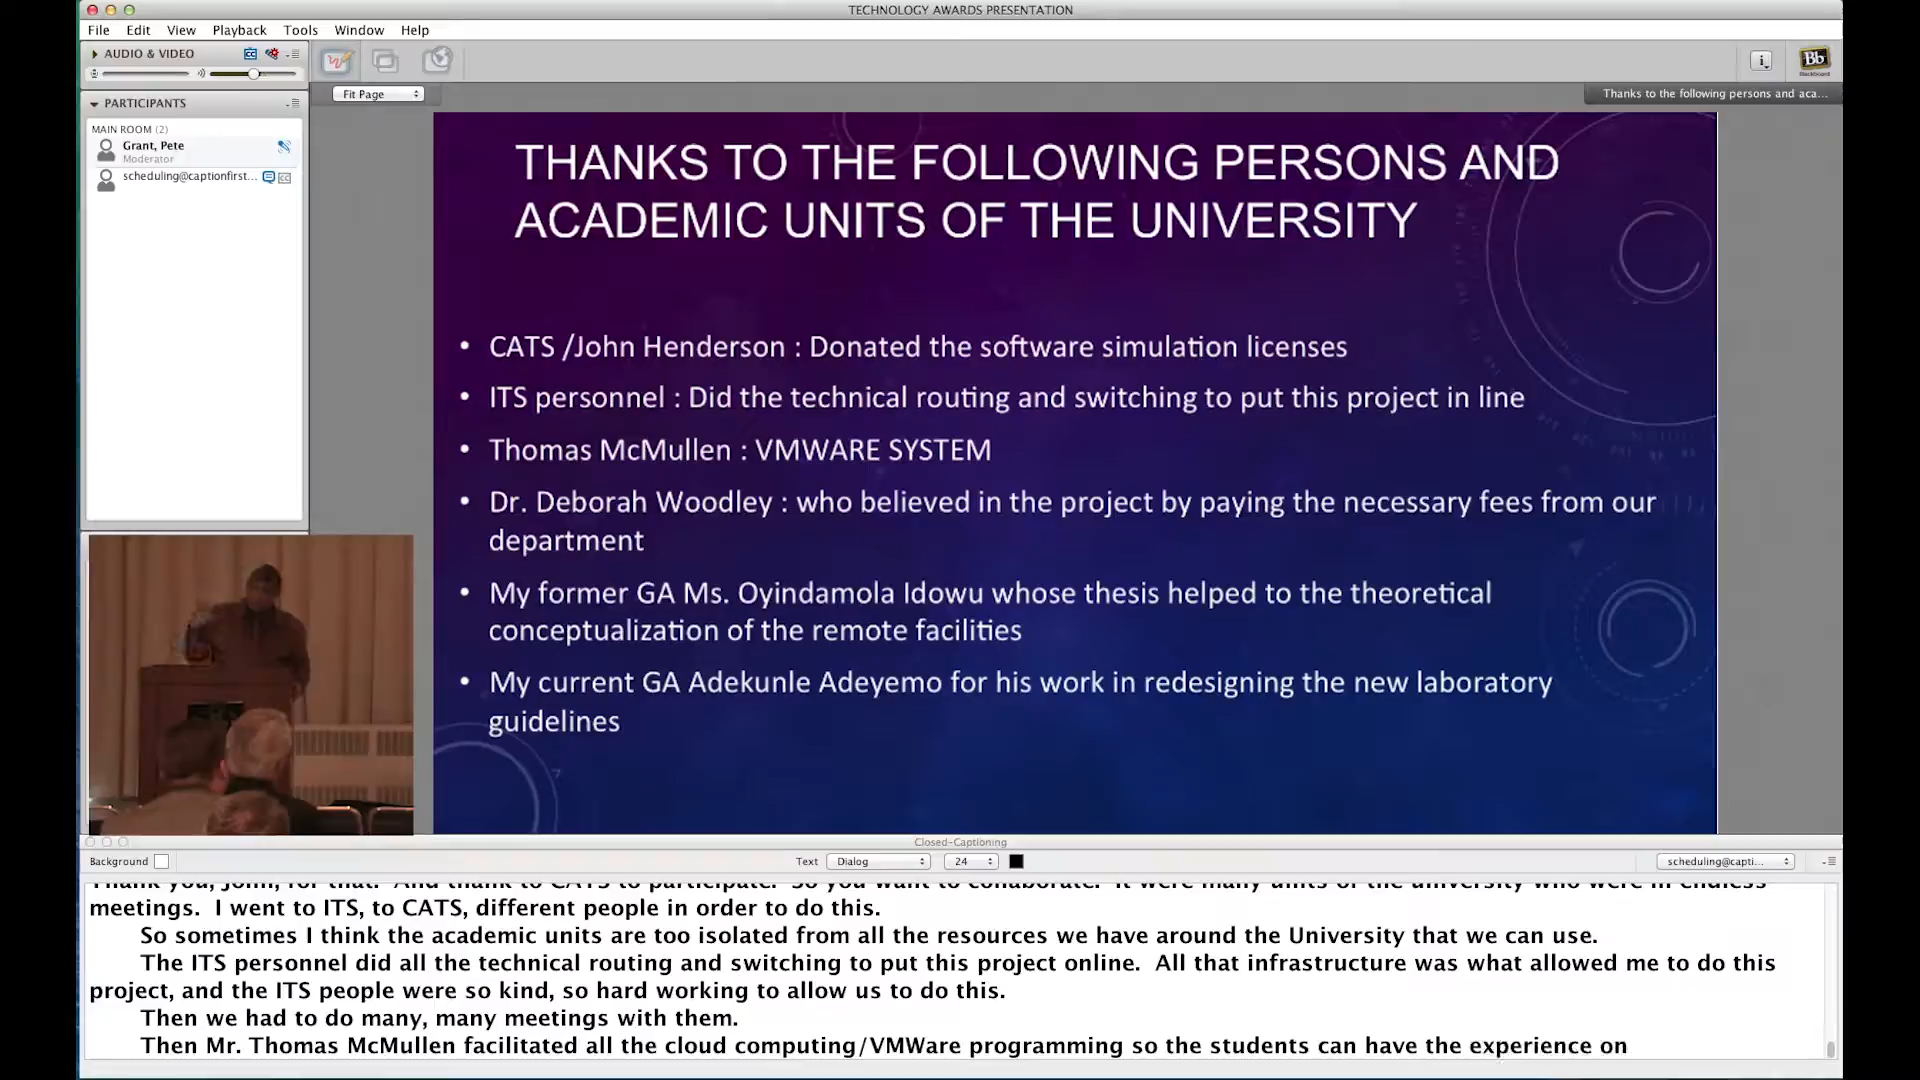 TECHNOLOGY AWARDS PRESENTATION
File Edit View Playback Tools Window Help
AUDIO & VIDEO
PARTICIPANTS
MAIN ROOM (2)
Grant, Pete
Moderator
scheduling@captionfirst...
Fit Page
Bb
Blackboard
Thanks to the following persons and aca...
THANKS TO THE FOLLOWING PERSONS AND
ACADEMIC UNITS OF THE UNIVERSITY
• CATS /John Henderson : Donated the software simulation licenses
• ITS personnel : Did the technical routing and switching to put this project in line
• Thomas McMullen : VMWARE SYSTEM
• Dr. Deborah Woodley : who believed in the project by paying the necessary fees from our
department
• My former GA Ms. Oyindamola Idowu whose thesis helped to the theoretical
conceptualization of the remote facilities
• My current GA Adekunle Adeyemo for his work in redesigning the new laboratory
guidelines
Closed-Captioning
Background Text Dialog 24 scheduling@capti...
Thank you, John, for that. And thank to CATS to participate. So you want to collaborate. It were many units of the university who were in endless
meetings. I went to ITS, to CATS, different people in order to do this.
So sometimes I think the academic units are too isolated from all the resources we have around the University that we can use.
The ITS personnel did all the technical routing and switching to put this project online. All that infrastructure was what allowed me to do this
project, and the ITS people were so kind, so hard working to allow us to do this.
Then we had to do many, many meetings with them.
Then Mr. Thomas McMullen facilitated all the cloud computing/VMWare programming so the students can have the experience on